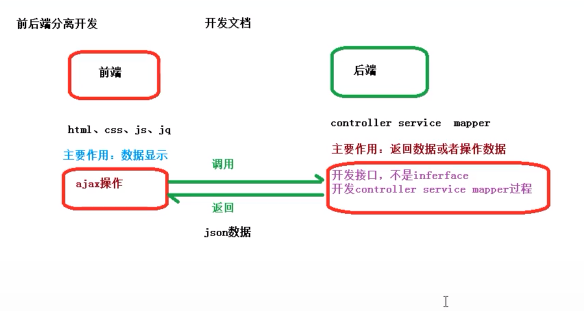 前后端分离开发
开发文档
前端
后端
html、css、js、jq
controller service mapper
主要作用：数据显示
主要作用：返回数据或者操作数据
ajax操作
调用
开发接口，不是inferface
开发controller service mapper过程
返回
json数据